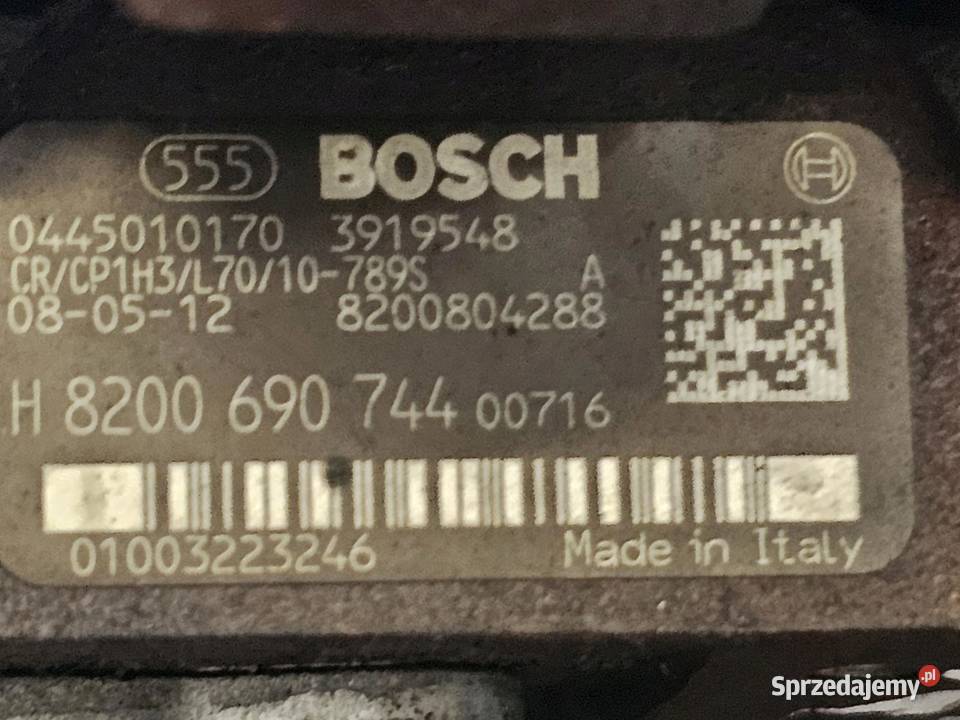 555 BOSCH
0445010170 3919548
CR/CP1H3/L70/10-789S A
08-05-12 8200804288
H 8200 690 744 00716
01003223246 Made in Italy
Sprzedajemy.pl